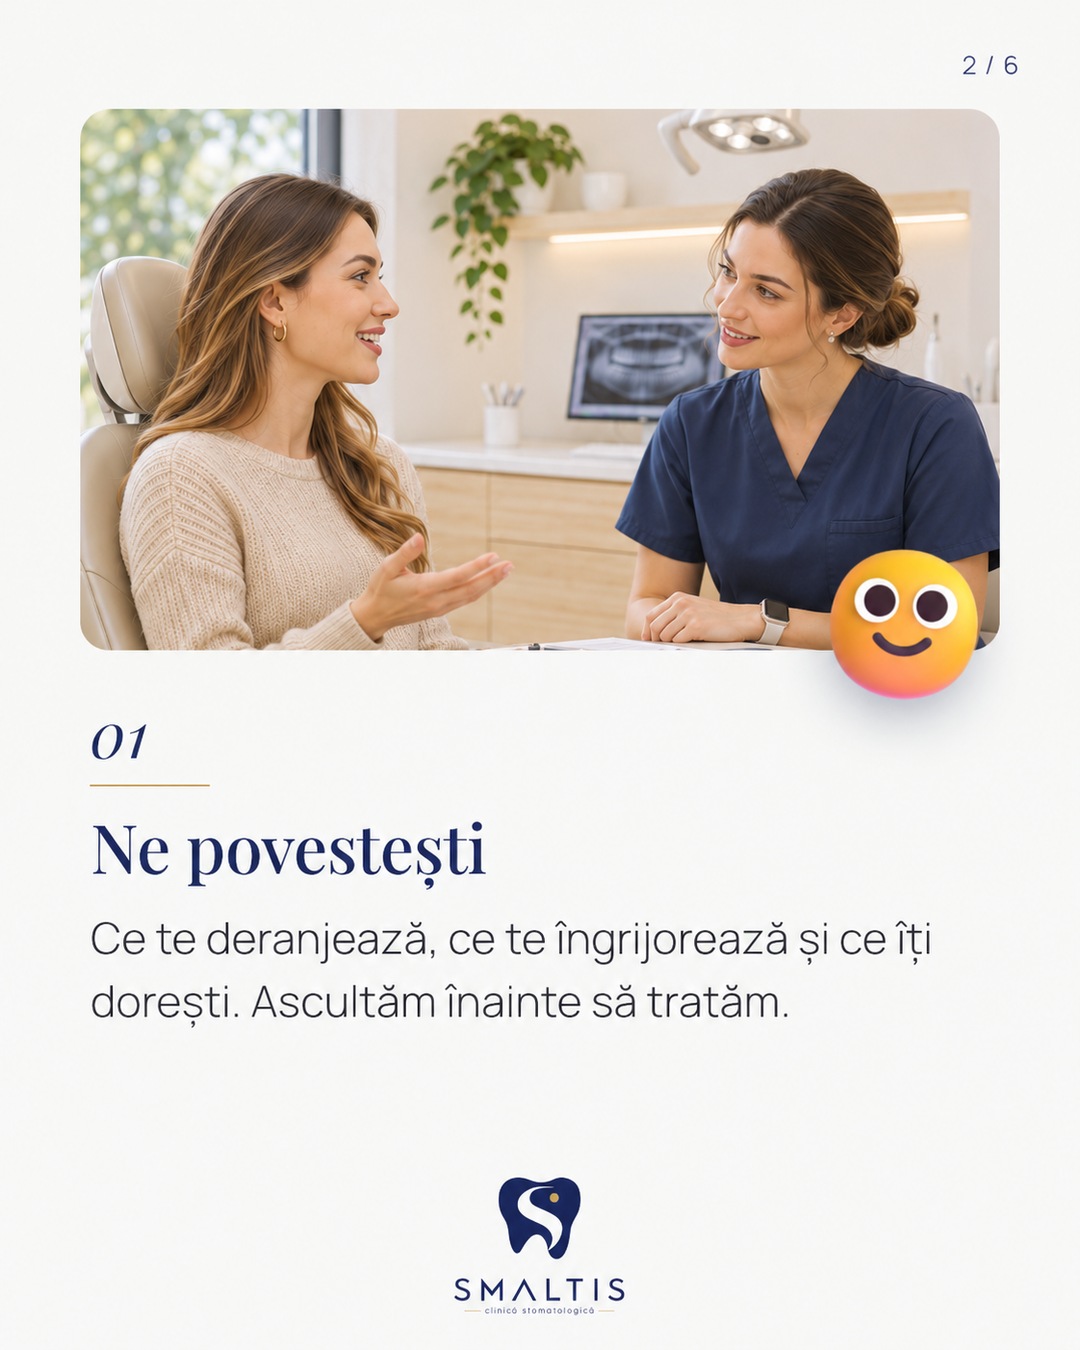 2 / 6
01
Ne povestești
Ce te deranjează, ce te îngrijorează și ce îți
dorești. Ascultăm înainte să tratăm.
SMALTIS
clinică stomatologică